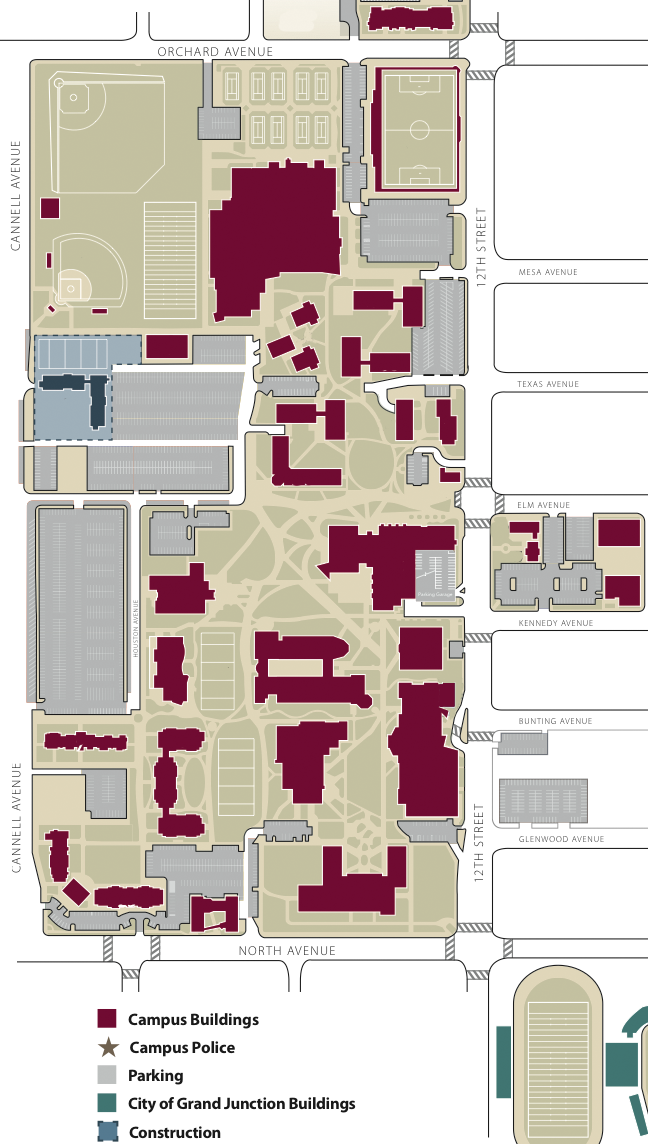 ORCHARD AVENUE
CANNELL AVENUE
12TH STREET
MESA AVENUE
TEXAS AVENUE
ELM AVENUE
Parking Garage
HOUSTON AVENUE
KENNEDY AVENUE
BUNTING AVENUE
CANNELL AVENUE
12TH STREET
GLENWOOD AVENUE
NORTH AVENUE
Campus Buildings
Campus Police
Parking
City of Grand Junction Buildings
Construction